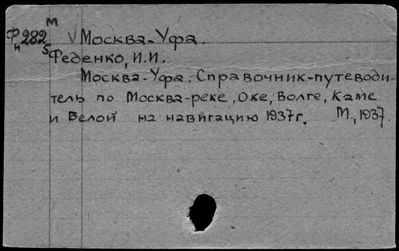 М
Ф 282 V Москва-Уфа.
и 5
Феденко, И.И.
Москва-Уфа. Справочник-путеводи-
тель по Москва-реке, Оке, Волге, Каме
и Белой на навигацию 1937 г. М., 1937.